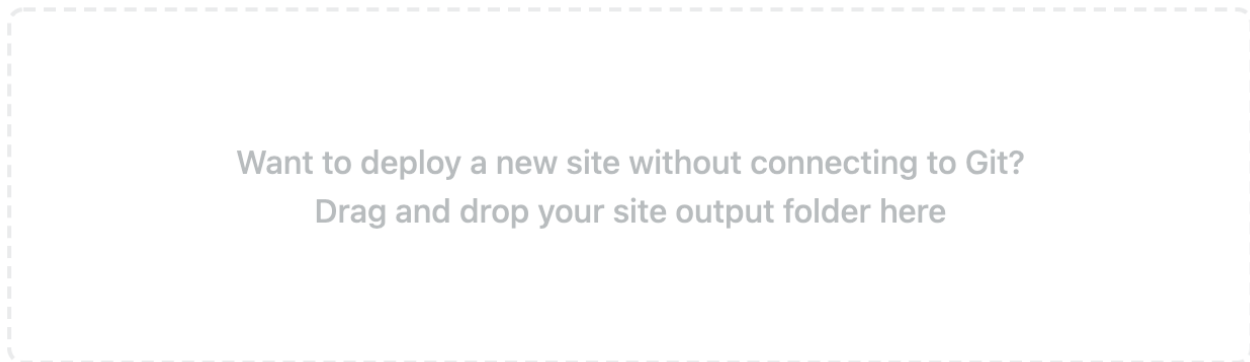 Want to deploy a new site without connecting to Git?
Drag and drop your site output folder here